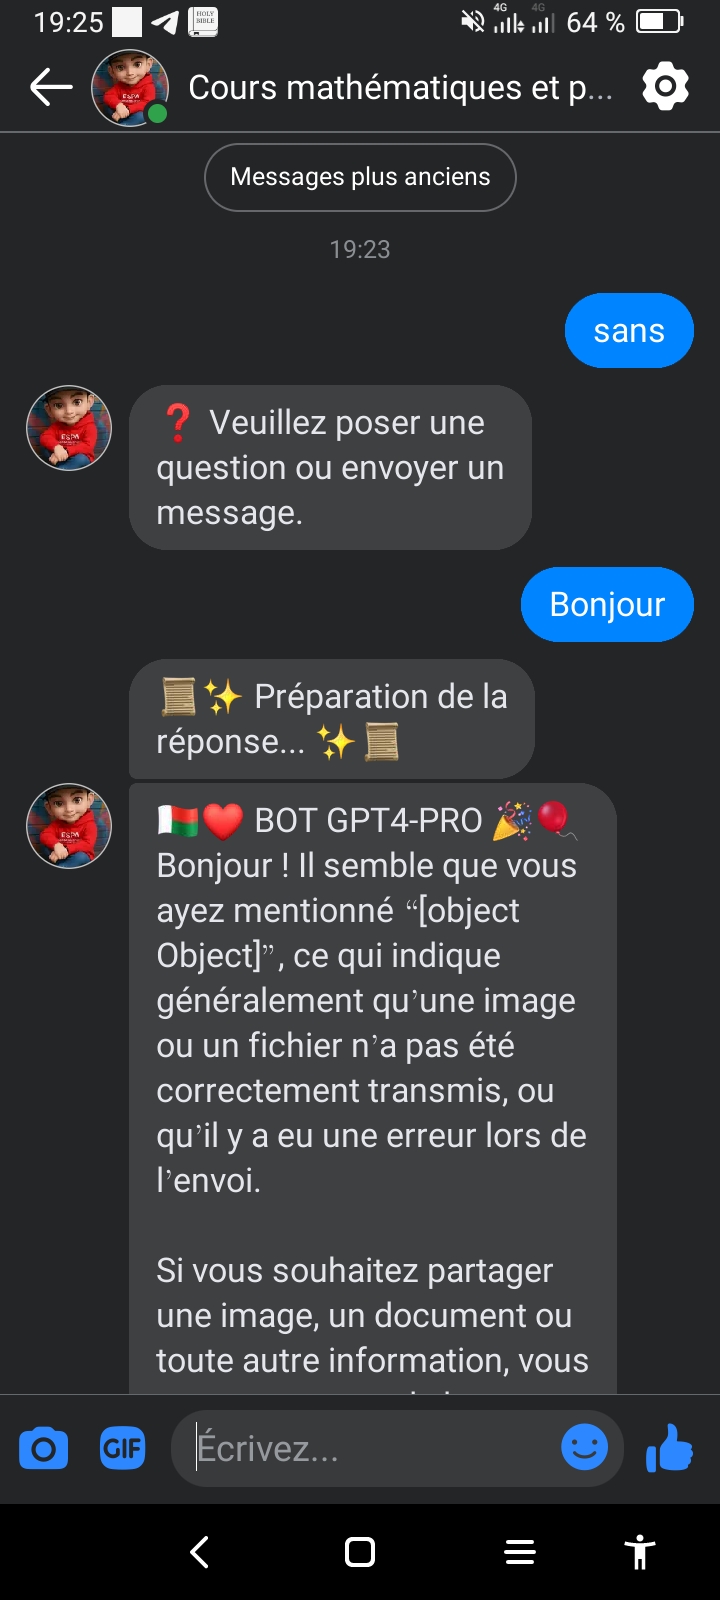 19:25
HOLY BIBLE
4G 4G 64 %
Cours mathématiques et p...
Messages plus anciens
19:23
sans
ESPA
❓ Veuillez poser une
question ou envoyer un
message.
Bonjour
📜✨ Préparation de la
réponse... ✨📜
ESPA
🇲🇬❤️ BOT GPT4-PRO 🎉🎈
Bonjour ! Il semble que vous
ayez mentionné “[object
Object]”, ce qui indique
généralement qu’une image
ou un fichier n’a pas été
correctement transmis, ou
qu’il y a eu une erreur lors de
l’envoi.
Si vous souhaitez partager
une image, un document ou
toute autre information, vous
GIF
Écrivez...